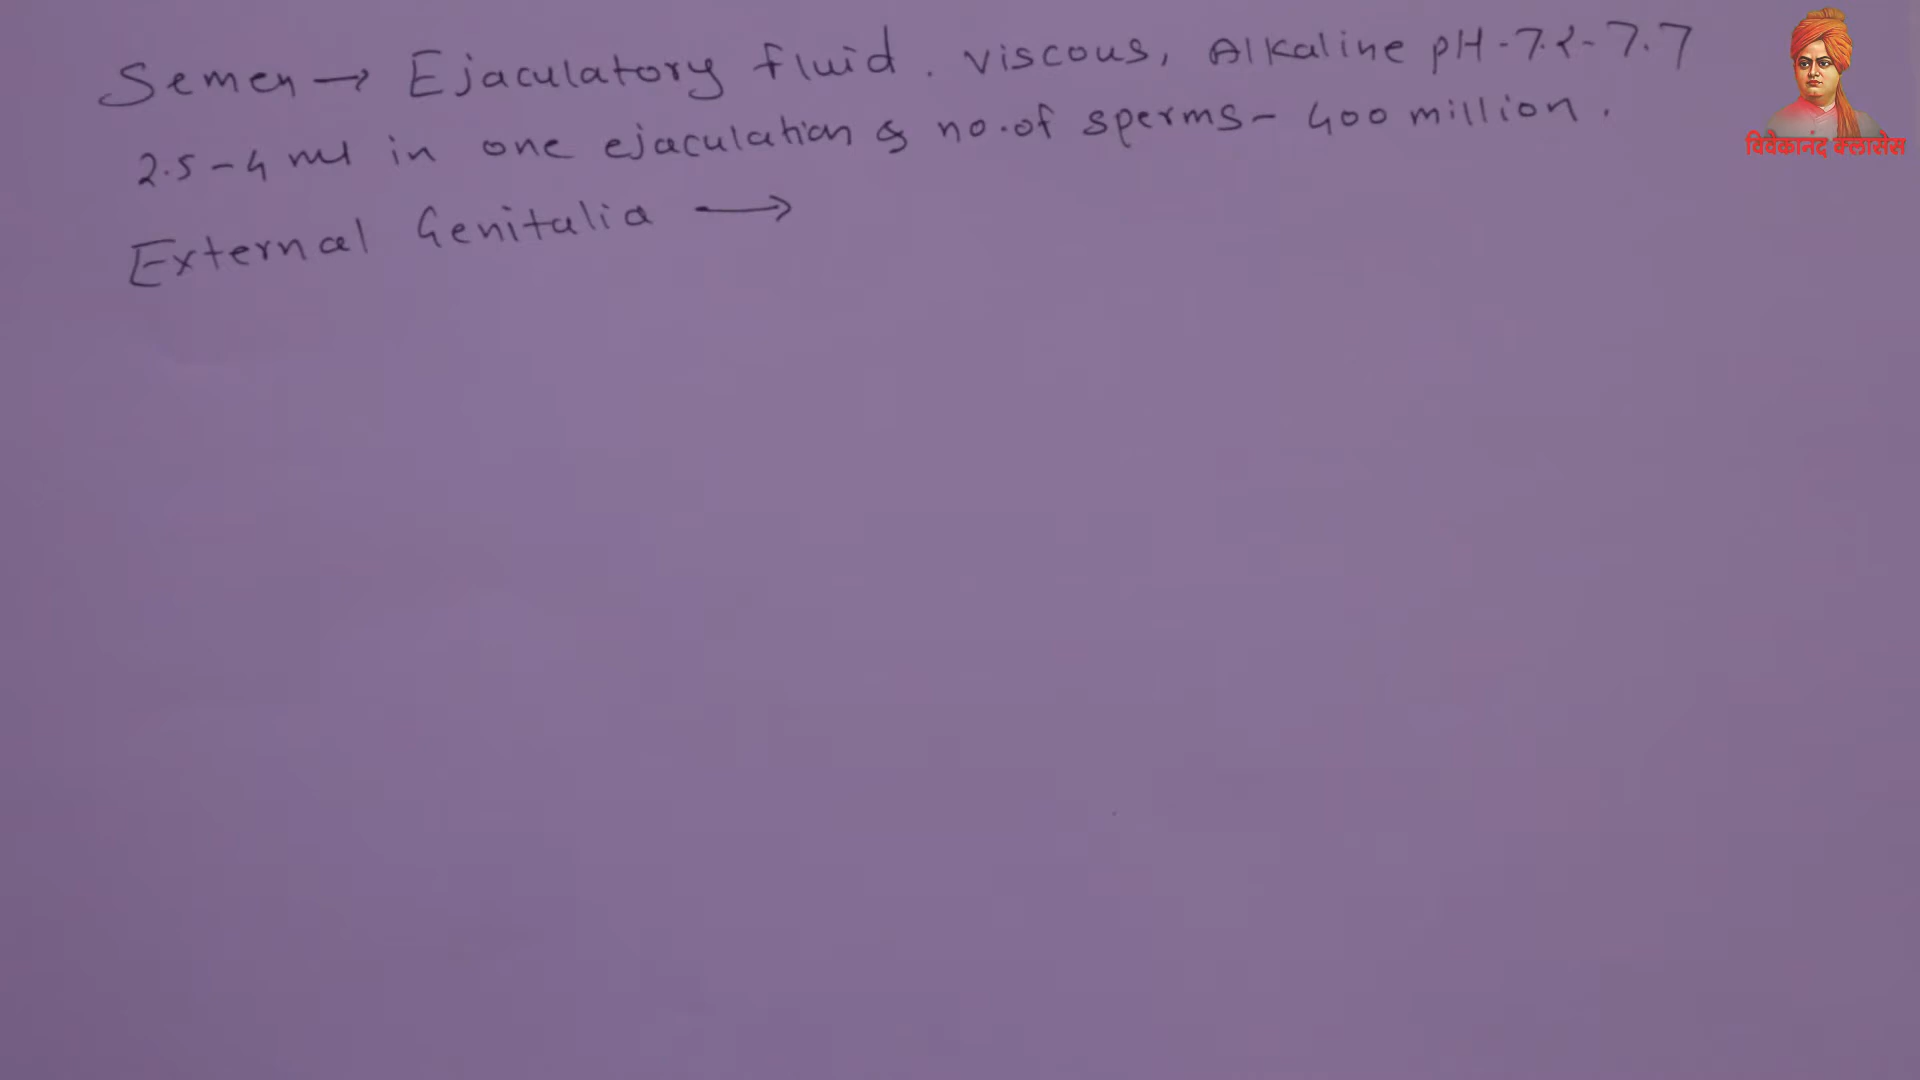 Semen → Ejaculatory fluid. Viscous, Alkaline pH-7.2-7.7
2.5-4 ml in one ejaculation & no.of sperms- 400 million.
External Genitalia →
विवेकानंद क्लासेस